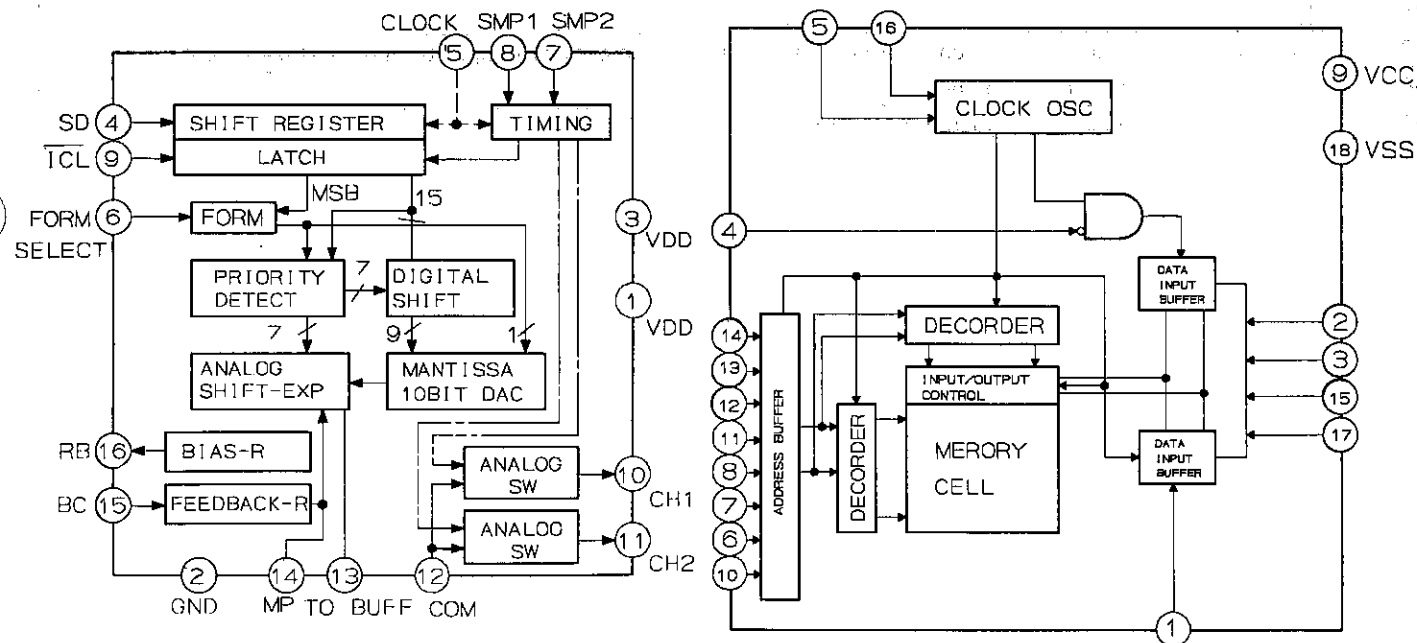 CLOCK SMP1 SMP2
5 8 7
SD 4 SHIFT REGISTER TIMING
ICL 9 LATCH
MSB 15
FORM 6 FORM
SELECT
3
VDD
PRIORITY
DETECT
7
DIGITAL
SHIFT
1
VDD
7 9 1
ANALOG
SHIFT-EXP
MANTISSA
10BIT DAC
RB 16 BIAS-R
BC 15 FEEDBACK-R
ANALOG
SW
10
CH1
ANALOG
SW
11
CH2
2 14 13 12
GND MP TO BUFF COM
5 16
CLOCK OSC
9 VCC
18 VSS
4
DATA
INPUT
BUFFER
14
13
12
11
8
7
6
10
ADDRESS BUFFER
DECORDER
DECORDER
INPUT/OUTPUT
CONTROL
MERORY
CELL
DATA
INPUT
BUFFER
2
3
15
17
1